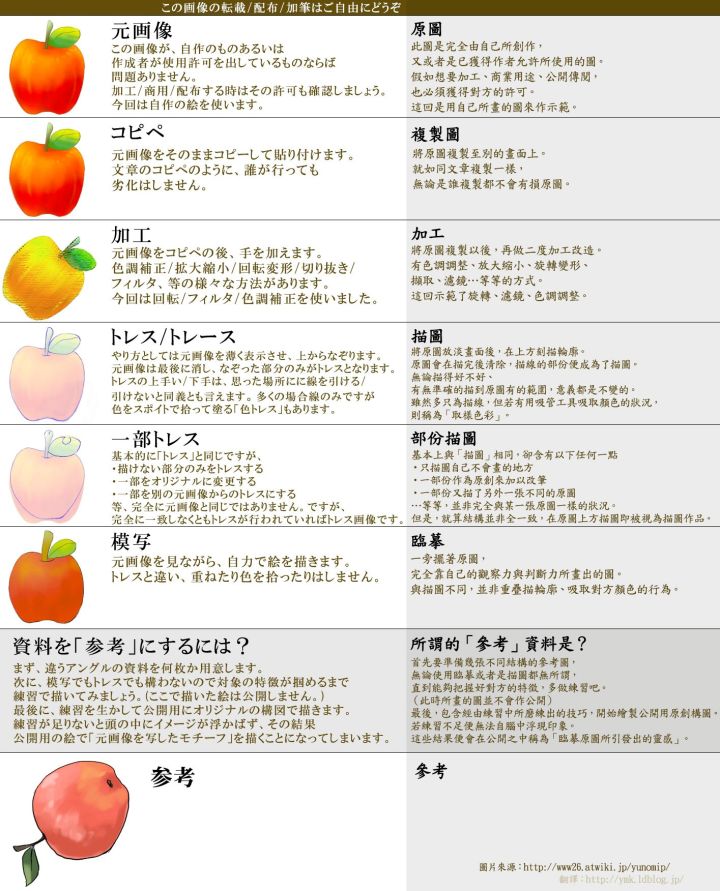 この画像の転載/配布/加筆はご自由にどうぞ
元画像
この画像が、自作のものあるいは
作成者が使用許可を出しているものならば
問題ありません。
加工/商用/配布する時はその許可も確認しましょう。
今回は自作の絵を使います。
原圖
此圖是完全由自己所創作，
又或者是已獲得作者允許所使用的圖。
假如想要加工、商業用途、公開傳閱，
也必須獲得對方的許可。
這回是用自己所畫的圖來作示範。
コピペ
元画像をそのままコピーして貼り付けます。
文章のコピペのように、誰が行っても
劣化はしません。
複製圖
將原圖複製至別的畫面上。
就如同文章複製一樣，
無論是誰複製都不會有損原圖。
加工
元画像をコピペの後、手を加えます。
色調補正/拡大縮小/回転変形/切り抜き/
フィルタ、等の様々な方法があります。
今回は回転/フィルタ/色調補正を使いました。
加工
將原圖複製以後，再做二度加工改造。
有色調調整、放大縮小、旋轉變形、
擷取、濾鏡…等等的方式。
這回示範了旋轉、濾鏡、色調調整。
トレス/トレース
やり方としては元画像を薄く表示させ、上からなぞります。
元画像は最後に消し、なぞった部分のみがトレスとなります。
トレスの上手い/下手は、思った場所にに線を引ける/
引けないと同義とも言えます。多くの場合線のみですが
色をスポイトで拾って塗る「色トレス」もあります。
描圖
將原圖放淡畫面後，在上方刻描輪廓。
原圖會在描完後清除，描線的部份便成為了描圖。
無論描得好不好、
有無準確的描到原圖有的範圍，意義都是不變的。
雖然多只為描線，但若有用吸管工具吸取顏色的狀況，
則稱為「取樣色彩」。
一部トレス
基本的に「トレス」と同じですが、
・描けない部分のみをトレスする
・一部をオリジナルに変更する
・一部を別の元画像からのトレスにする
等、完全に元画像と同じではありません。ですが、
完全に一致しなくともトレスが行われていればトレス画像です。
部份描圖
基本上與「描圖」相同，卻含有以下任何一點
・只描圖自己不會畫的地方
・一部份作為原創來加以改筆
・一部份又描了另外一張不同的原圖
…等等，並非完全與某一張原圖一樣的狀況。
但是，就算結構並非全一致，在原圖上方描圖即被視為描圖作品。
模写
元画像を見ながら、自力で絵を描きます。
トレスと違い、重ねたり色を拾ったりはしません。
臨摹
一旁擺著原圖，
完全靠自己的觀察力與判斷力所畫出的圖。
與描圖不同，並非重疊描輪廓、吸取對方顏色的行為。
資料を「参考」にするには？
まず、違うアングルの資料を何枚か用意します。
次に、模写でもトレスでも構わないので対象の特徴が掴めるまで
練習で描いてみましょう。（ここで描いた絵は公開しません。）
最後に、練習を生かして公開用にオリジナルの構図で描きます。
練習が足りないと頭の中にイメージが浮かばず、その結果
公開用の絵で「元画像を写したモチーフ」を描くことになってしまいます。
所謂的「參考」資料是？
首先要準備幾張不同結構的參考圖，
無論使用臨摹或者是描圖都無所謂，
直到能夠把握好對方的特徵，多做練習吧。
（此時所畫的圖並不會作公開）
最後，包含經由練習中所磨練出的技巧，開始繪製公開用原創構圖。
若練習不足便無法自腦中浮現印象。
這些結果便會在公開之中稱為「臨摹原圖所引發出的靈感」。
参考
參考
圖片來源：http://www26.atwiki.jp/yunomip/
翻譯：http://ymk.ldblog.jp/